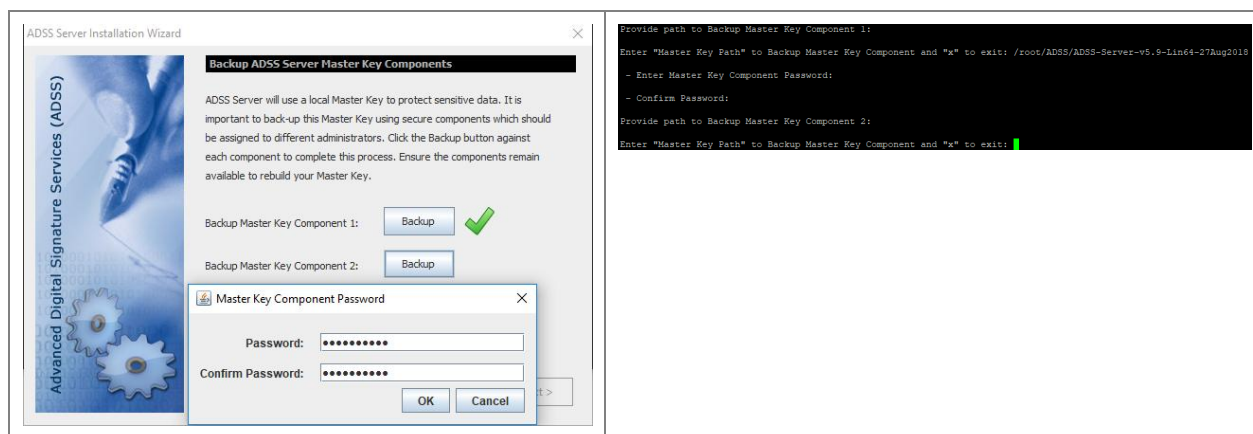 ADSS Server Installation Wizard
Advanced Digital Signature Services (ADSS)
Backup ADSS Server Master Key Components
ADSS Server will use a local Master Key to protect sensitive data. It is
important to back-up this Master Key using secure components which should
be assigned to different administrators. Click the Backup button against
each component to complete this process. Ensure the components remain
available to rebuild your Master Key.
Backup Master Key Component 1:
Backup
Backup Master Key Component 2:
Backup
Master Key Component Password
Password:
Confirm Password:
OK
Cancel
Provide path to Backup Master Key Component 1:
Enter "Master Key Path" to Backup Master Key Component and "x" to exit: /root/ADSS/ADSS-Server-v5.9-Lin64-27Aug2018
- Enter Master Key Component Password:
- Confirm Password:
Provide path to Backup Master Key Component 2:
Enter "Master Key Path" to Backup Master Key Component and "x" to exit: